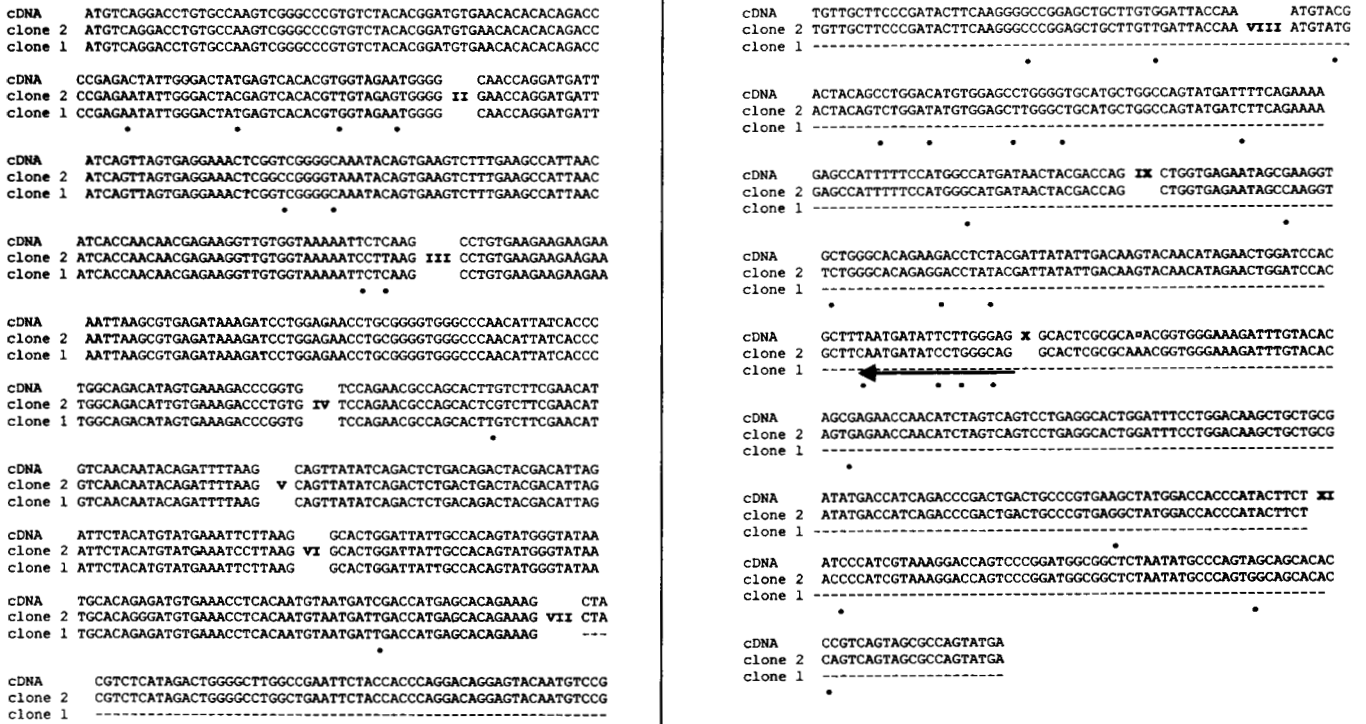 cDNA ATGTCAGGACCTGTGCCAAGTCGGGCCCGTGTCTACACGGATGTGAACACACACAGACC
clone 2 ATGTCAGGACCTGTGCCAAGTCGGGCCCGTGTCTACACGGATGTGAACACACACAGACC
clone 1 ATGTCAGGACCTGTGCCAAGTCGGGCCCGTGTCTACACGGATGTGAACACACACAGACC
cDNA CCGAGACTATTGGGACTATGAGTCACACGTGGTAGAATGGGG CAACCAGGATGATT
clone 2 CCGAGAATATTGGGACTACGAGTCACACGTTGTAGAGTGGGG II GAACCAGGATGATT
clone 1 CCGAGAATATTGGGACTATGAGTCACACGTGGTAGAATGGGG CAACCAGGATGATT
cDNA ATCAGTTAGTGAGGAAACTCGGTCGGGGCAAATACAGTGAAGTCTTTGAAGCCATTAAC
clone 2 ATCAGTTAGTGAGGAAACTCGGCCGGGGTAAATACAGTGAAGTCTTTGAAGCCATTAAC
clone 1 ATCAGTTAGTGAGGAAACTCGGTCGGGGCAAATACAGTGAAGTCTTTGAAGCCATTAAC
cDNA ATCACCAACAACGAGAAGGTTGTGGTAAAAATTCTCAAG CCTGTGAAGAAGAAGAA
clone 2 ATCACCAACAACGAGAAGGTTGTGGTAAAAATCCTTAAG III CCTGTGAAGAAGAAGAA
clone 1 ATCACCAACAACGAGAAGGTTGTGGTAAAAATTCTCAAG CCTGTGAAGAAGAAGAA
cDNA AATTAAGCGTGAGATAAAGATCCTGGAGAACCTGCGGGGTGGGCCCAACATTATCACCC
clone 2 AATTAAGCGTGAGATAAAGATCCTGGAGAACCTGCGGGGTGGGCCCAACATTATCACCC
clone 1 AATTAAGCGTGAGATAAAGATCCTGGAGAACCTGCGGGGTGGGCCCAACATTATCACCC
cDNA TGGCAGACATAGTGAAAGACCCGGTG TCCAGAACGCCAGCACTTGTCTTCGAACAT
clone 2 TGGCAGACATTGTGAAAGACCCTGTG IV TCCAGAACGCCAGCACTCGTCTTCGAACAT
clone 1 TGGCAGACATAGTGAAAGACCCGGTG TCCAGAACGCCAGCACTTGTCTTCGAACAT
cDNA GTCAACAATACAGATTTTAAG CAGTTATATCAGACTCTGACAGACTACGACATTAG
clone 2 GTCAACAATACAGATTTTAAG V CAGTTATATCAGACTCTGACTGACTACGACATTAG
clone 1 GTCAACAATACAGATTTTAAG CAGTTATATCAGACTCTGACAGACTACGACATTAG
cDNA ATTCTACATGTATGAAATTCTTAAG GCACTGGATTATTGCCACAGTATGGGTATAA
clone 2 ATTCTACATGTATGAAATCCTTAAG VI GCACTGGATTATTGCCACAGTATGGGTATAA
clone 1 ATTCTACATGTATGAAATTCTTAAG GCACTGGATTATTGCCACAGTATGGGTATAA
cDNA TGCACAGAGATGTGAAACCTCACAATGTAATGATCGACCATGAGCACAGAAAG CTA
clone 2 TGCACAGGGATGTGAAACCTCACAATGTAATGATTGACCATGAGCACAGAAAG VII CTA
clone 1 TGCACAGAGATGTGAAACCTCACAATGTAATGATTGACCATGAGCACAGAAAG ---
cDNA CGTCTCATAGACTGGGGCTTGGCCGAATTCTACCACCCAGGACAGGAGTACAATGTCCG
clone 2 CGTCTCATAGACTGGGGCCTGGCTGAATTCTACCACCCAGGACAGGAGTACAATGTCCG
clone 1 -----------------------------------------------------------
cDNA TGTTGCTTCCCGATACTTCAAGGGGCCGGAGCTGCTTGTGGATTACCAA ATGTACG
clone 2 TGTTGCTTCCCGATACTTCAAGGGCCCGGAGCTGCTTGTTGATTACCAA VIII ATGTATG
clone 1 -----------------------------------------------------------
cDNA ACTACAGCCTGGACATGTGGAGCCTGGGGTGCATGCTGGCCAGTATGATTTTCAGAAAA
clone 2 ACTACAGTCTGGATATGTGGAGCTTGGGCTGCATGCTGGCCAGTATGATCTTCAGAAAA
clone 1 -----------------------------------------------------------
cDNA GAGCCATTTTTCCATGGCCATGATAACTACGACCAG IX CTGGTGAGAATAGCGAAGGT
clone 2 GAGCCATTTTTCCATGGGCATGATAACTACGACCAG CTGGTGAGAATAGCCAAGGT
clone 1 -----------------------------------------------------------
cDNA GCTGGGCACAGAAGACCTCTACGATTATATTGACAAGTACAACATAGAACTGGATCCAC
clone 2 TCTGGGCACAGAGGACCTATACGATTATATTGACAAGTACAACATAGAACTGGATCCAC
clone 1 -----------------------------------------------------------
cDNA GCTTTAATGATATTCTTGGGAG X GCACTCGCGCA¤ACGGTGGGAAAGATTTGTACAC
clone 2 GCTTCAATGATATCCTGGGCAG GCACTCGCGCAAACGGTGGGAAAGATTTGTACAC
clone 1 -----------------------------------------------------------
cDNA AGCGAGAACCAACATCTAGTCAGTCCTGAGGCACTGGATTTCCTGGACAAGCTGCTGCG
clone 2 AGTGAGAACCAACATCTAGTCAGTCCTGAGGCACTGGATTTCCTGGACAAGCTGCTGCG
clone 1 -----------------------------------------------------------
cDNA ATATGACCATCAGACCCGACTGACTGCCCGTGAAGCTATGGACCACCCATACTTCT XI
clone 2 ATATGACCATCAGACCCGACTGACTGCCCGTGAGGCTATGGACCACCCATACTTCT
clone 1 --------------------------------------------------------
cDNA ATCCCATCGTAAAGGACCAGTCCCGGATGGCGGCTCTAATATGCCCAGTAGCAGCACAC
clone 2 ACCCCATCGTAAAGGACCAGTCCCGGATGGCGGCTCTAATATGCCCAGTGGCAGCACAC
clone 1 -----------------------------------------------------------
cDNA CCGTCAGTAGCGCCAGTATGA
clone 2 CAGTCAGTAGCGCCAGTATGA
clone 1 ---------------------